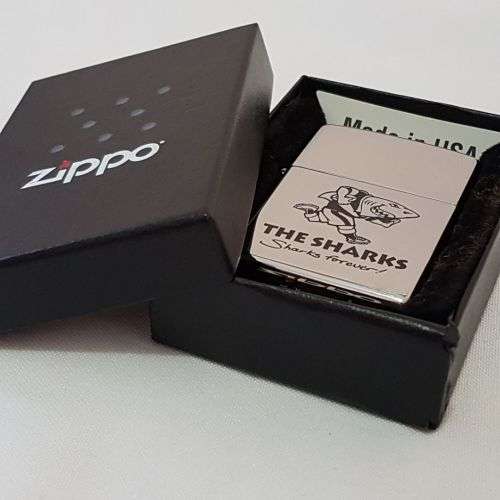 zippo
Made in USA
THE SHARKS
Sharks forever!